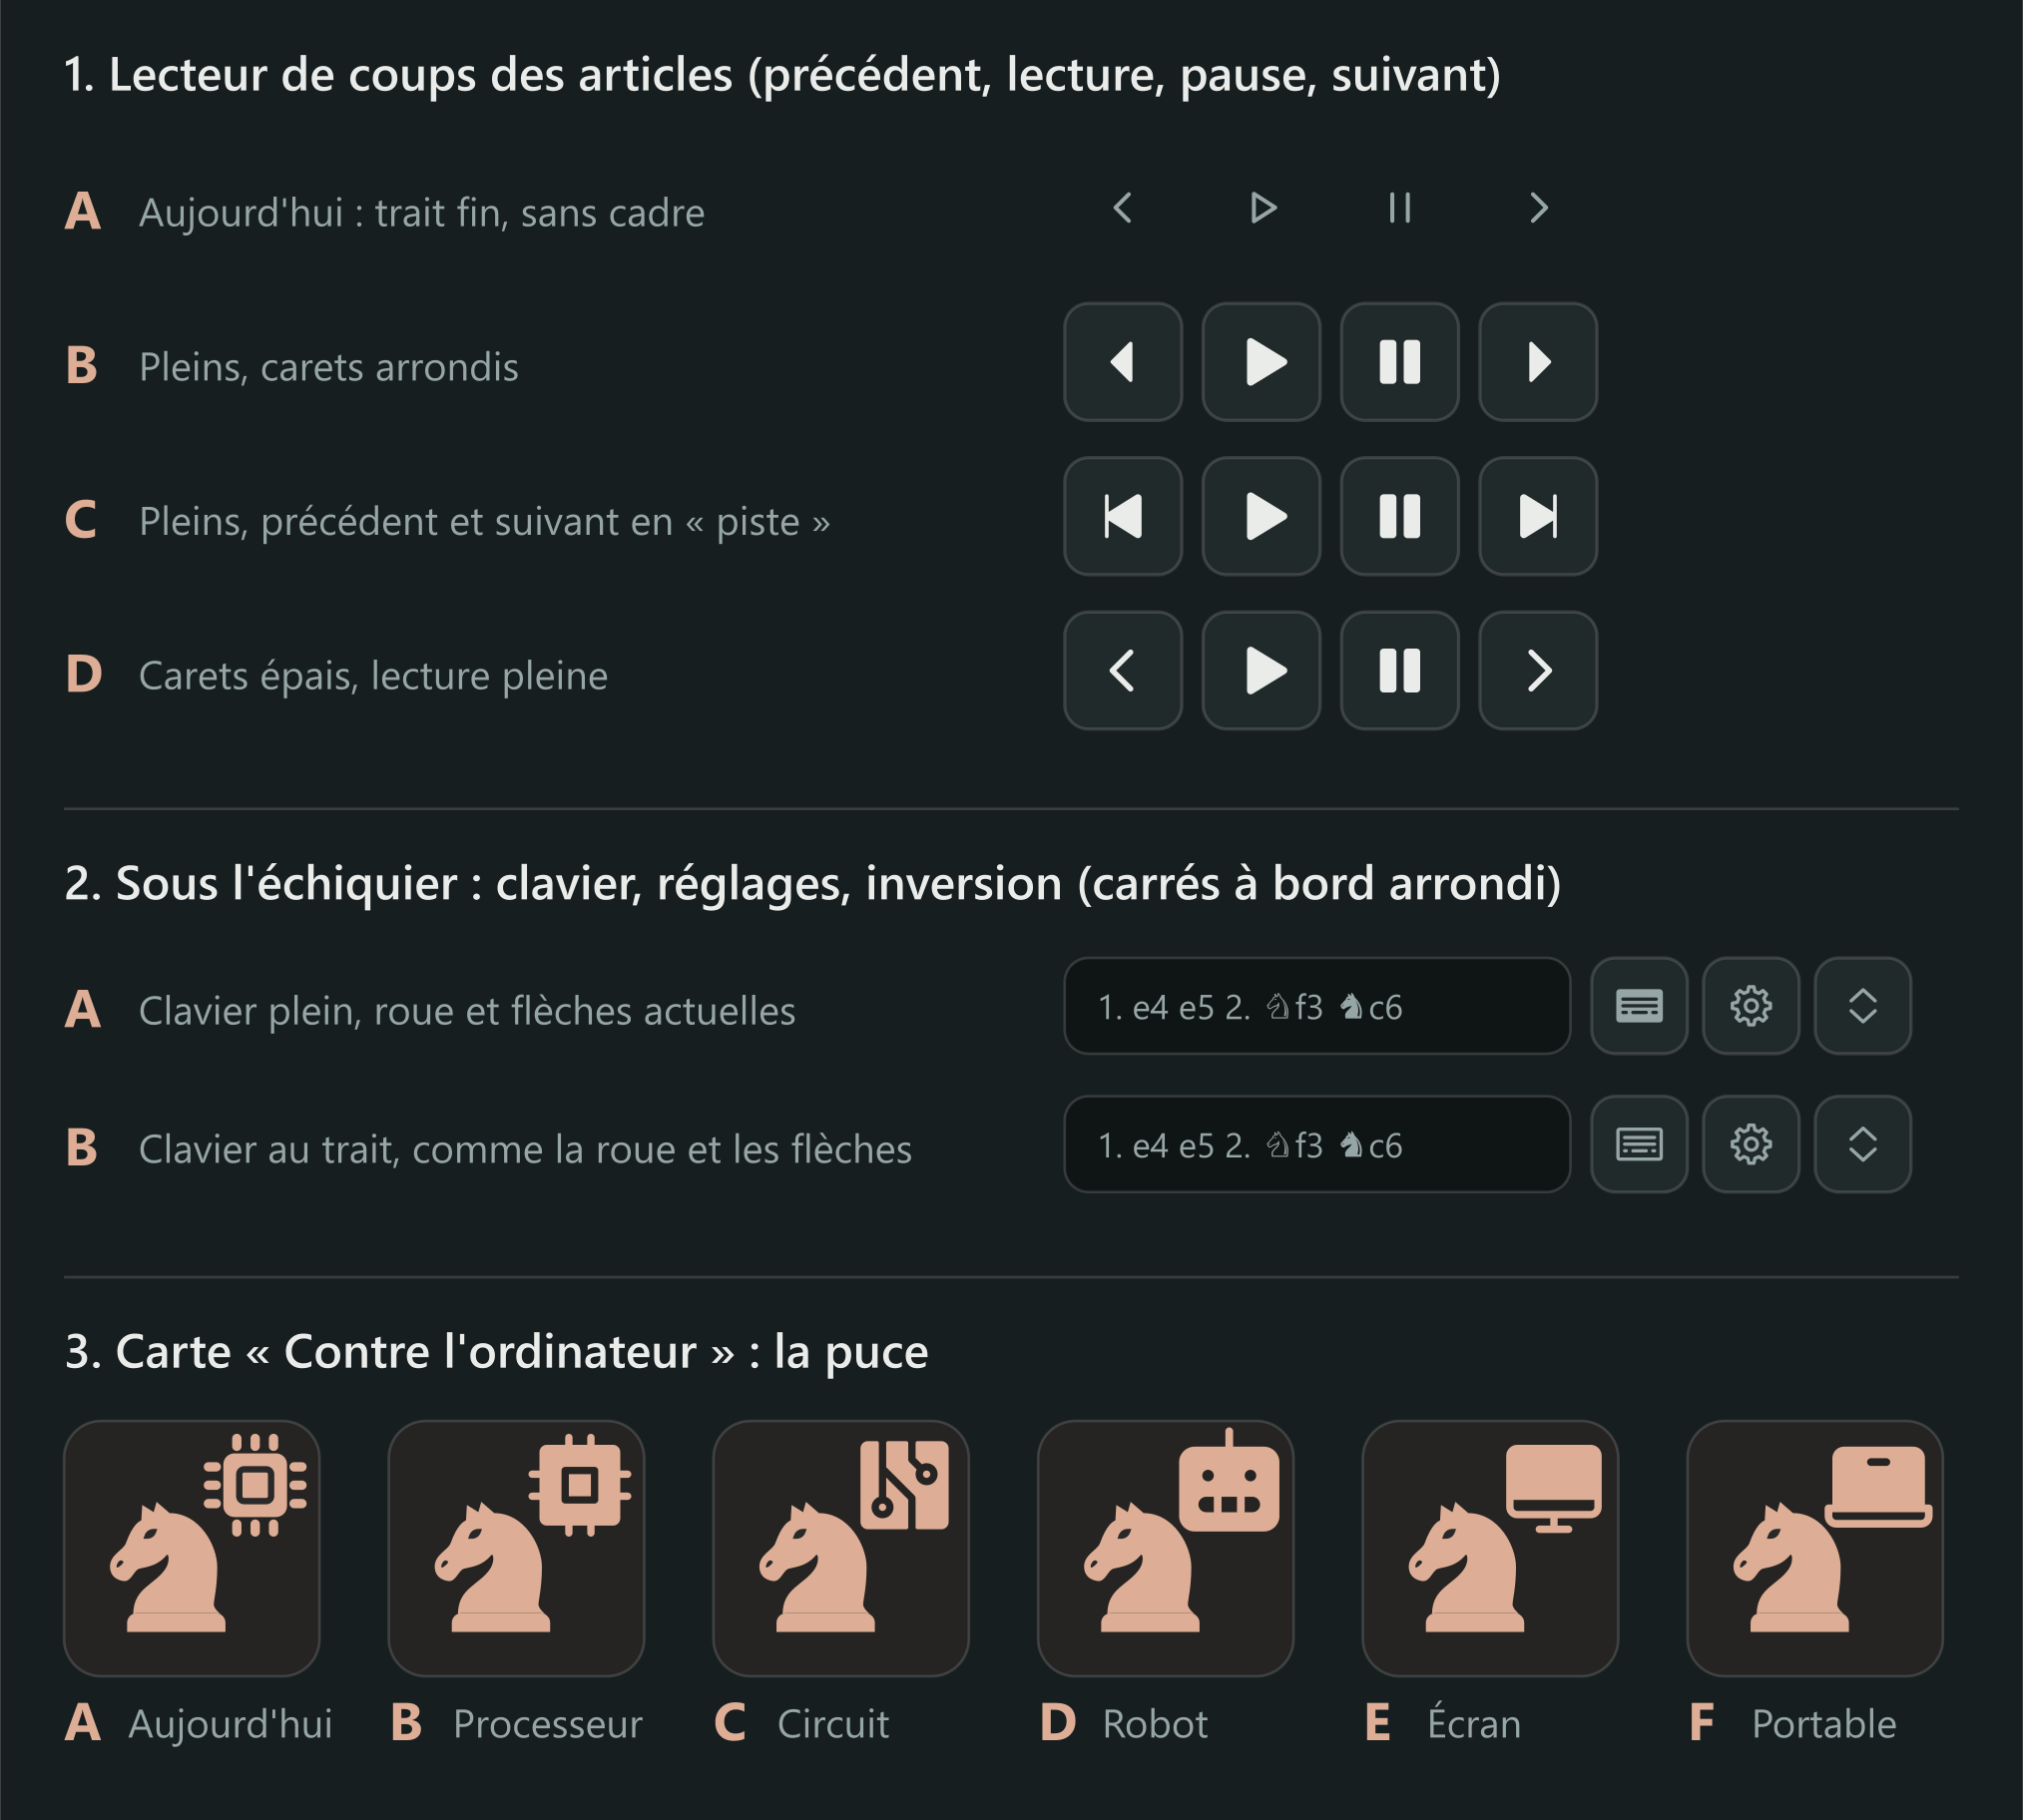 1. Lecteur de coups des articles (précédent, lecture, pause, suivant)
A Aujourd'hui : trait fin, sans cadre
B Pleins, carets arrondis
C Pleins, précédent et suivant en « piste »
D Carets épais, lecture pleine
2. Sous l'échiquier : clavier, réglages, inversion (carrés à bord arrondi)
A Clavier plein, roue et flèches actuelles 1. e4 e5 2. ♘f3 ♞c6
B Clavier au trait, comme la roue et les flèches 1. e4 e5 2. ♘f3 ♞c6
3. Carte « Contre l'ordinateur » : la puce
A Aujourd'hui B Processeur C Circuit D Robot E Écran F Portable